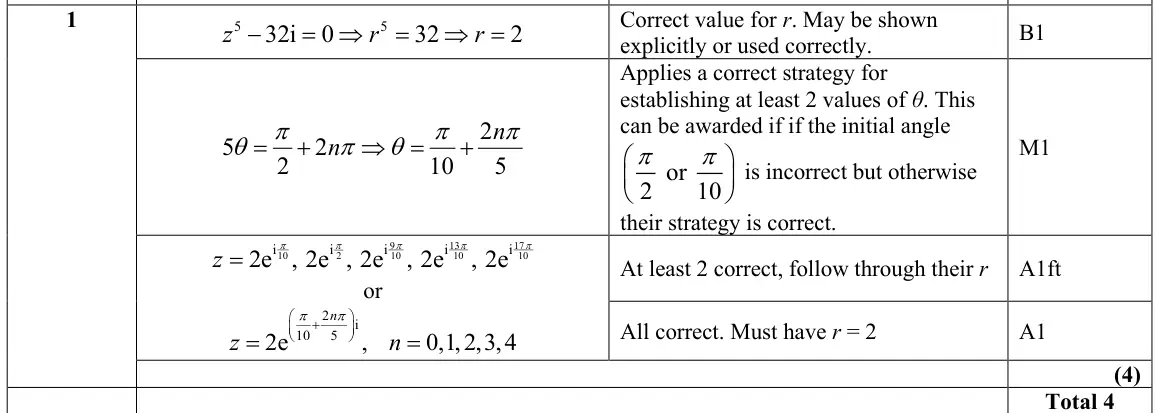 1
z⁵ − 32i = 0 ⇒ r⁵ = 32 ⇒ r = 2
Correct value for r. May be shown
explicitly or used correctly.
B1
5θ = π/2 + 2nπ ⇒ θ = π/10 + 2nπ/5
Applies a correct strategy for
establishing at least 2 values of θ. This
can be awarded if if the initial angle
(π/2 or π/10) is incorrect but otherwise
their strategy is correct.
M1
z = 2e^(iπ/10), 2e^(iπ/2), 2e^(i9π/10), 2e^(i13π/10), 2e^(i17π/10)
or
z = 2e^((π/10 + 2nπ/5)i), n = 0,1,2,3,4
At least 2 correct, follow through their r
A1ft
All correct. Must have r = 2
A1
(4)
Total 4